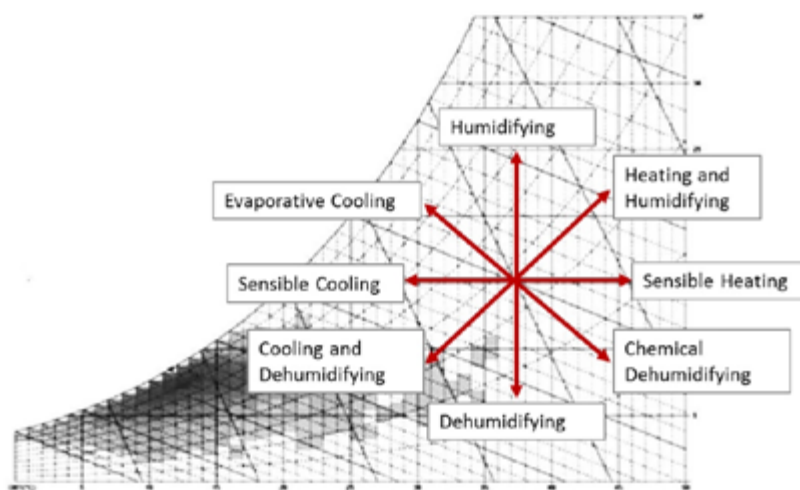 Humidifying
Heating and
Humidifying
Evaporative Cooling
Sensible Cooling
Sensible Heating
Cooling and
Dehumidifying
Chemical
Dehumidifying
Dehumidifying